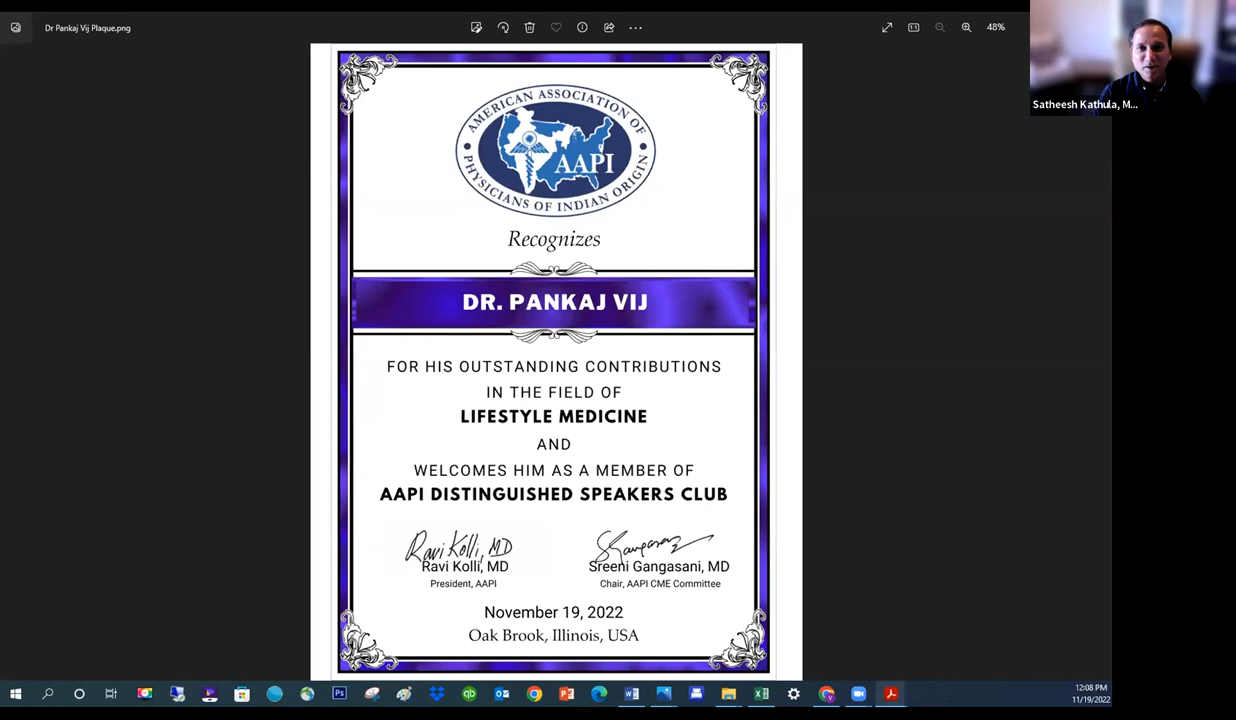 Dr Pankaj Vij Plaque.png
48%
Satheesh Kathula, M...
AMERICAN ASSOCIATION OF
AAPI
PHYSICIANS OF INDIAN ORIGIN
Recognizes
DR. PANKAJ VIJ
FOR HIS OUTSTANDING CONTRIBUTIONS
IN THE FIELD OF
LIFESTYLE MEDICINE
AND
WELCOMES HIM AS A MEMBER OF
AAPI DISTINGUISHED SPEAKERS CLUB
Ravi Kolli, MD
Ravi Kolli, MD
Sreeni Gangasani, MD
President, AAPI
Chair, AAPI CME Committee
November 19, 2022
Oak Brook, Illinois, USA
12:08 PM
11/19/2022